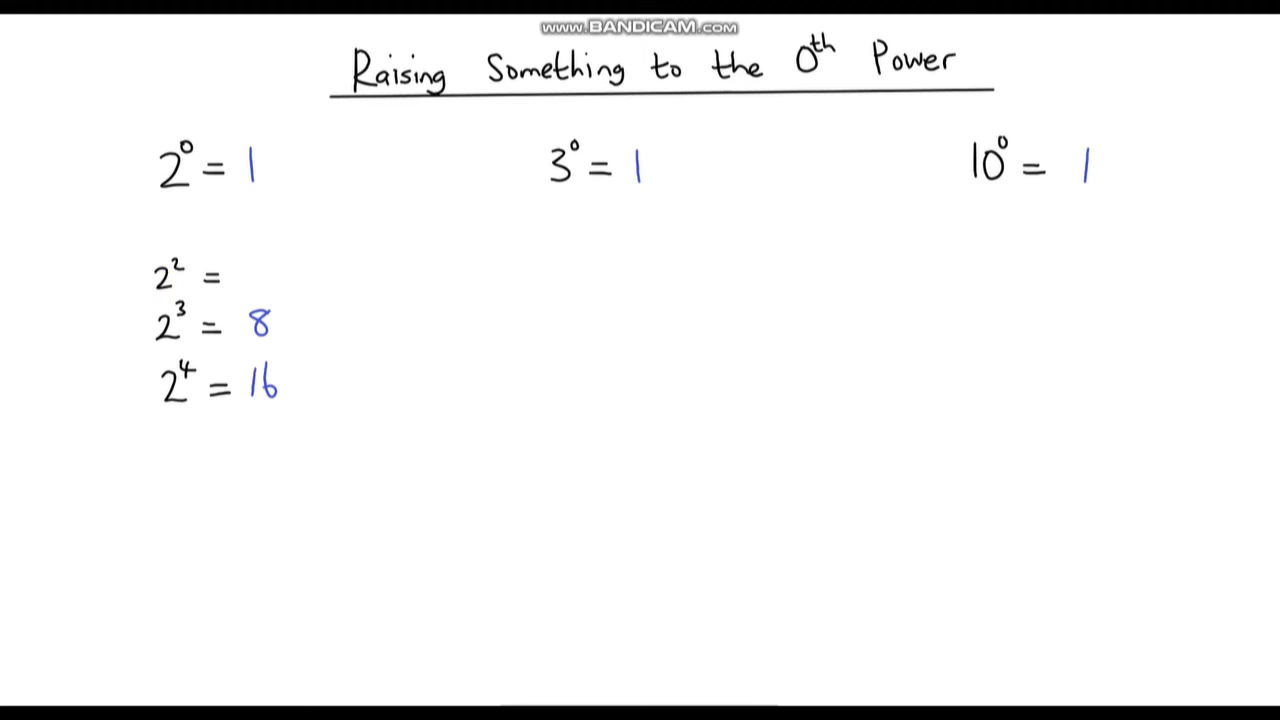 www.BANDICAM.com
Raising Something to the 0th Power
2⁰ = 1 3⁰ = 1 10⁰ = 1
2² =
2³ = 8
2⁴ = 16